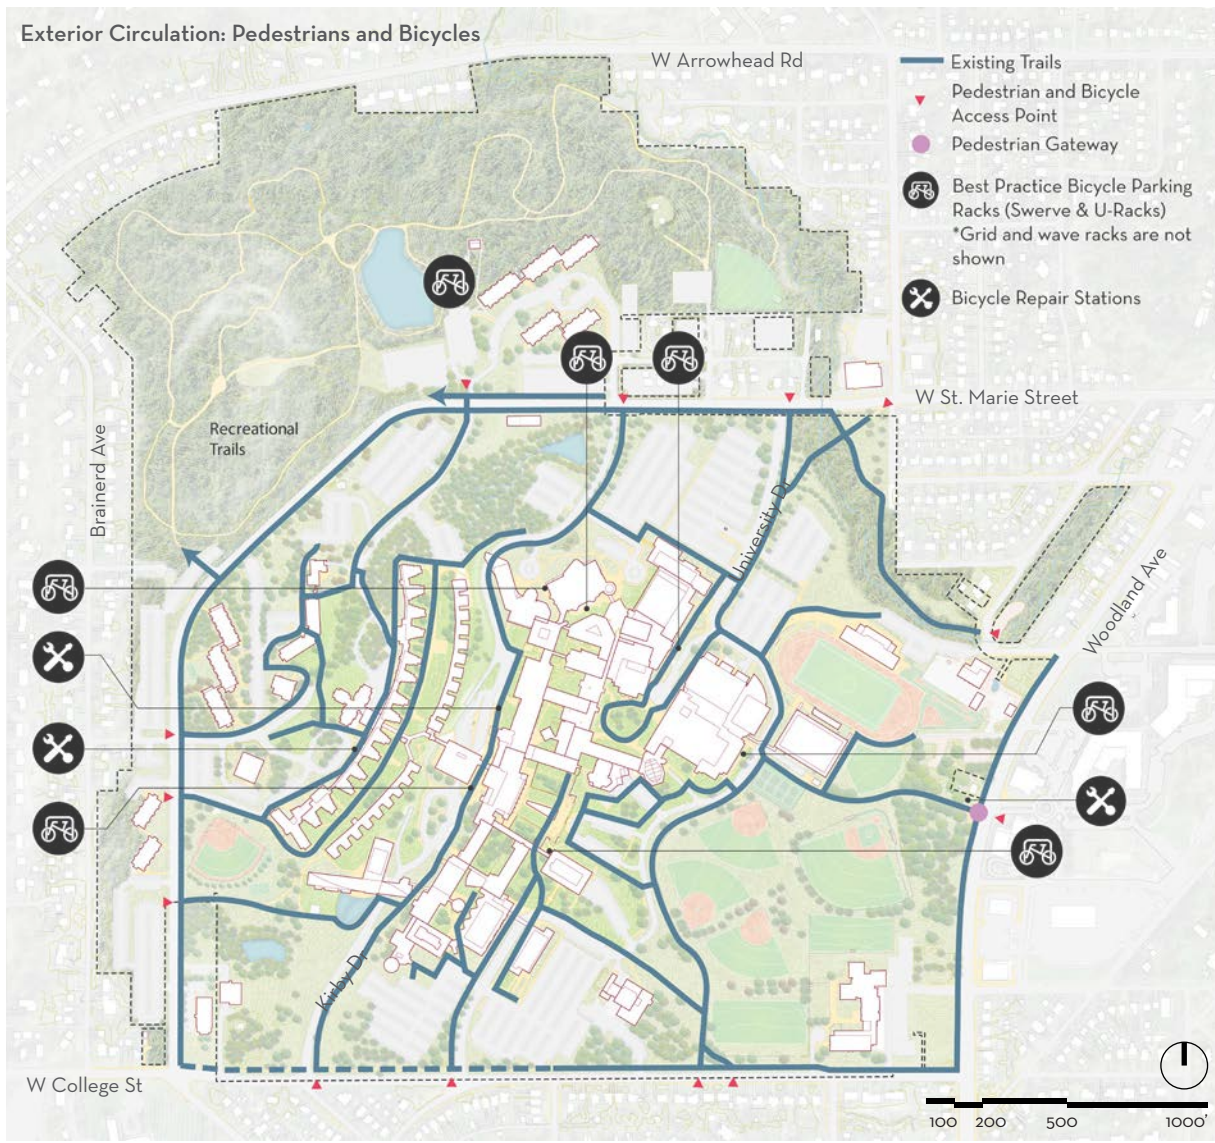 Exterior Circulation: Pedestrians and Bicycles
W Arrowhead Rd
Existing Trails
Pedestrian and Bicycle
Access Point
Pedestrian Gateway
Best Practice Bicycle Parking
Racks (Swerve & U-Racks)
*Grid and wave racks are not
shown
Bicycle Repair Stations
W St. Marie Street
Recreational
Trails
Brainerd Ave
University Dr
Woodland Ave
Kirby Dr
W College St
100 200 500 1000'